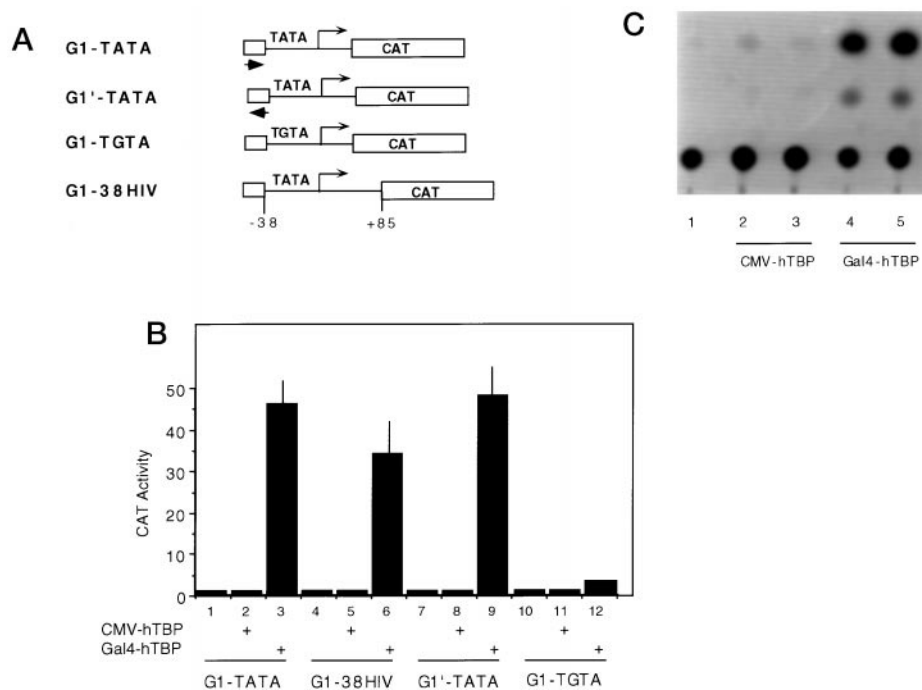 A
G1-TATA
TATA
CAT
G1'-TATA
TATA
CAT
G1-TGTA
TGTA
CAT
G1-38HIV
TATA
CAT
-38
+85
C
1 2 3 4 5
CMV-hTBP Gal4-hTBP
B
CAT Activity
50
40
30
20
10
0
1 2 3 4 5 6 7 8 9 10 11 12
CMV-hTBP + + + +
Gal4-hTBP + + + +
G1-TATA G1-38HIV G1'-TATA G1-TGTA